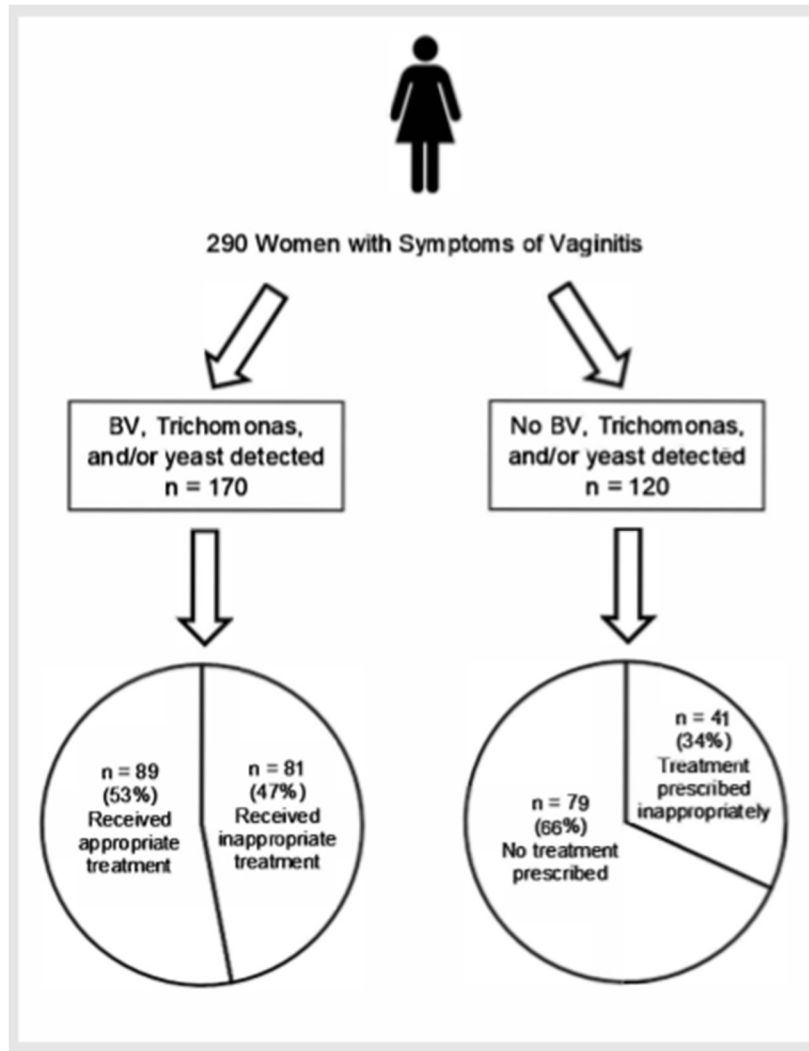 290 Women with Symptoms of Vaginitis
BV, Trichomonas,
and/or yeast detected
n = 170
No BV, Trichomonas,
and/or yeast detected
n = 120
n = 89
(53%)
Received
appropriate
treatment
n = 81
(47%)
Received
inappropriate
treatment
n = 79
(66%)
No treatment
prescribed
n = 41
(34%)
Treatment
prescribed
inappropriately